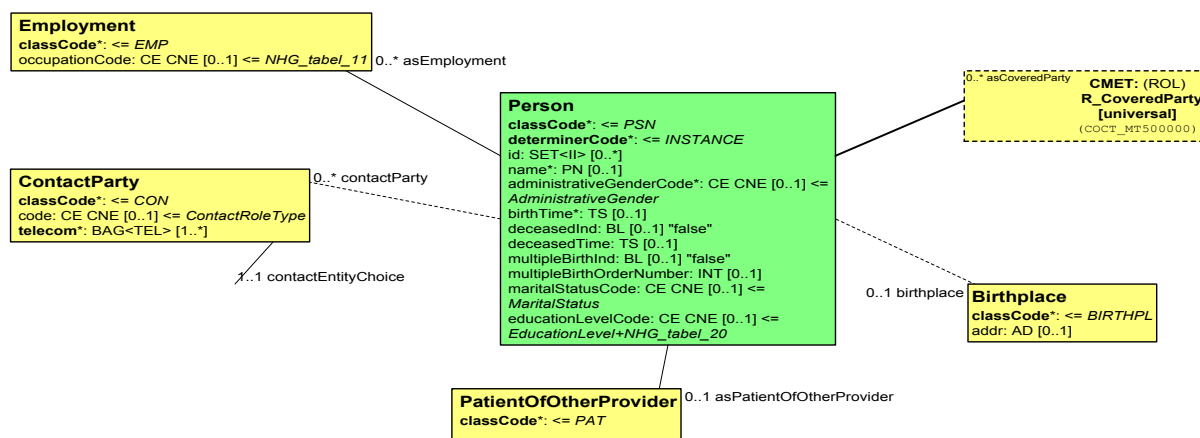 Employment
classCode*: <= EMP
occupationCode: CE CNE [0..1] <= NHG_tabel_11
0..* asEmployment
0..* asCoveredParty
CMET: (ROL)
R_CoveredParty
[universal]
(COCT_MT500000)
Person
classCode*: <= PSN
determinerCode*: <= INSTANCE
id: SET<II> [0..*]
name*: PN [0..1]
administrativeGenderCode*: CE CNE [0..1] <=
AdministrativeGender
birthTime*: TS [0..1]
deceasedInd: BL [0..1] "false"
deceasedTime: TS [0..1]
multipleBirthInd: BL [0..1] "false"
multipleBirthOrderNumber: INT [0..1]
maritalStatusCode: CE CNE [0..1] <=
MaritalStatus
educationLevelCode: CE CNE [0..1] <=
EducationLevel+NHG_tabel_20
ContactParty
classCode*: <= CON
code: CE CNE [0..1] <= ContactRoleType
telecom*: BAG<TEL> [1..*]
0..* contactParty
1..1 contactEntityChoice
0..1 birthplace
Birthplace
classCode*: <= BIRTHPL
addr: AD [0..1]
PatientOfOtherProvider
classCode*: <= PAT
0..1 asPatientOfOtherProvider